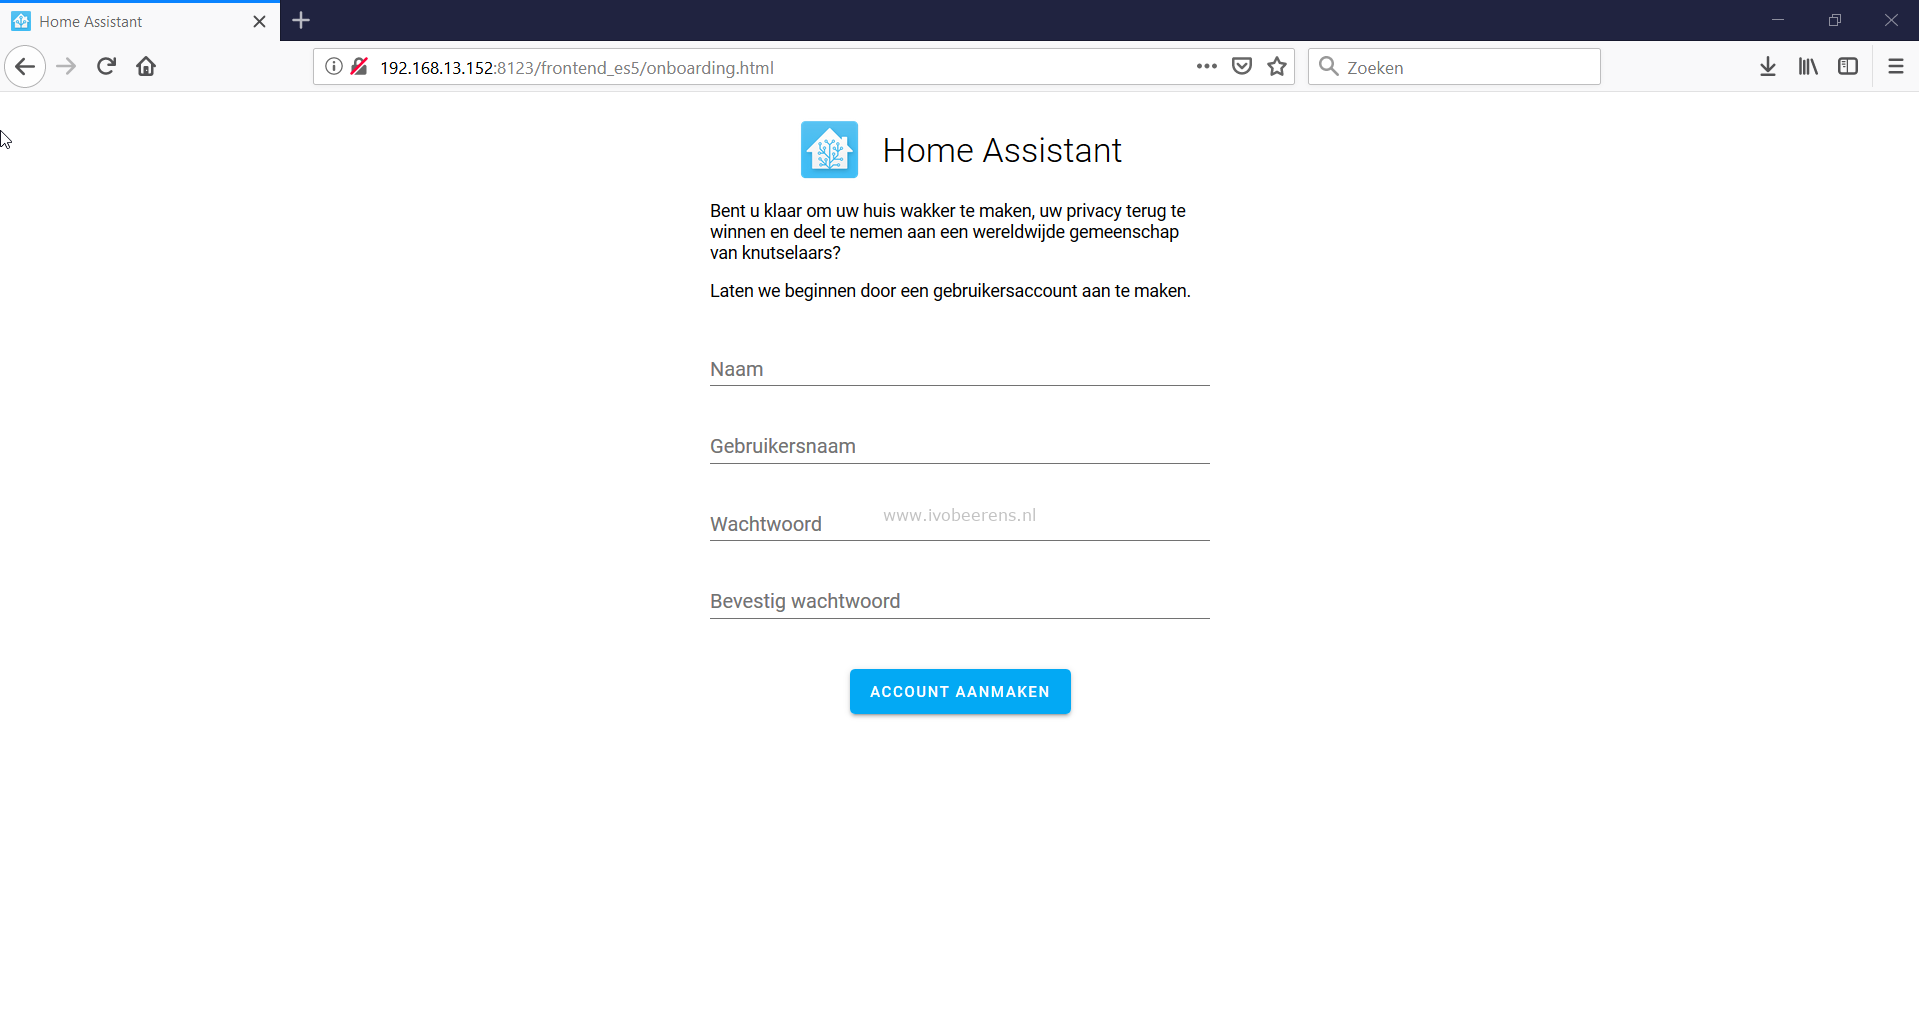 Home Assistant
192.168.13.152:8123/frontend_es5/onboarding.html
Zoeken
Home Assistant
Bent u klaar om uw huis wakker te maken, uw privacy terug te
winnen en deel te nemen aan een wereldwijde gemeenschap
van knutselaars?
Laten we beginnen door een gebruikersaccount aan te maken.
Naam
Gebruikersnaam
www.ivobeerens.nl
Wachtwoord
Bevestig wachtwoord
ACCOUNT AANMAKEN